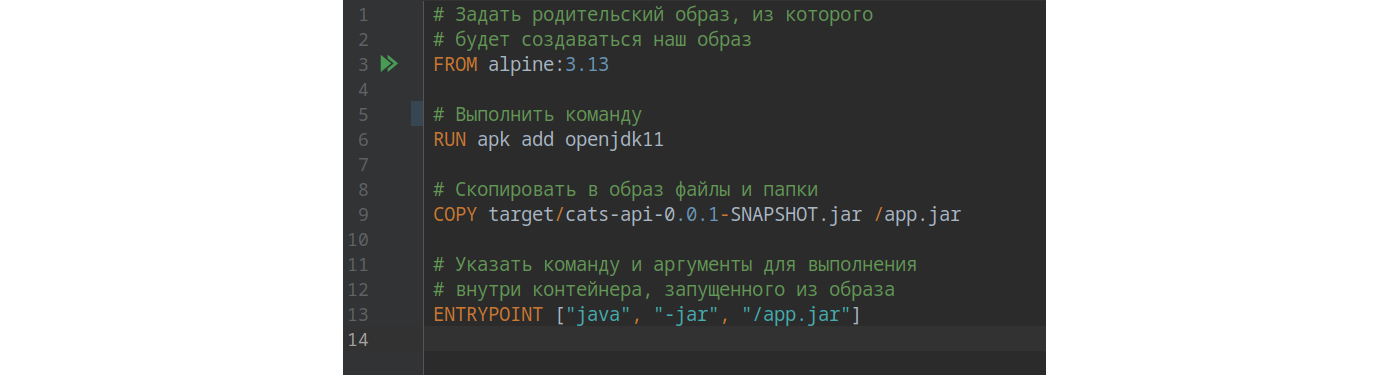 1 # Задать родительский образ, из которого
2 # будет создаваться наш образ
3 FROM alpine:3.13
4
5 # Выполнить команду
6 RUN apk add openjdk11
7
8 # Скопировать в образ файлы и папки
9 COPY target/cats-api-0.0.1-SNAPSHOT.jar /app.jar
10
11 # Указать команду и аргументы для выполнения
12 # внутри контейнера, запущенного из образа
13 ENTRYPOINT ["java", "-jar", "/app.jar"]
14